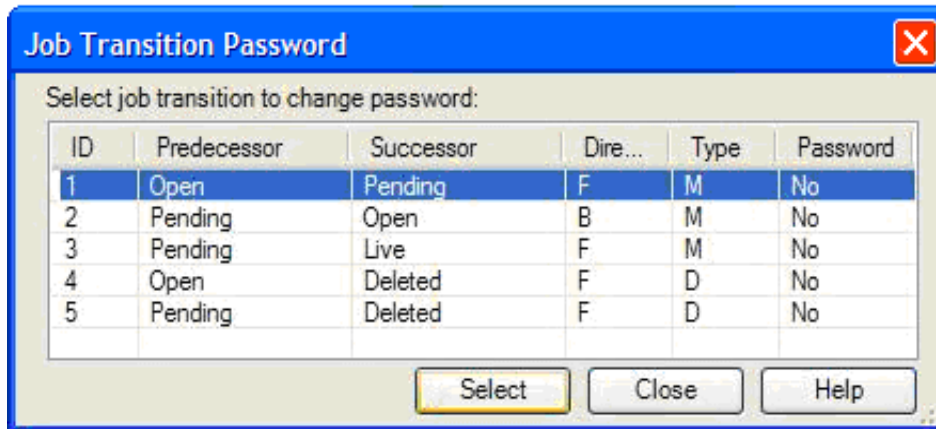 Job Transition Password
Select job transition to change password:
ID Predecessor Successor Dire... Type Password
1 Open Pending F M No
2 Pending Open B M No
3 Pending Live F M No
4 Open Deleted F D No
5 Pending Deleted F D No
Select Close Help